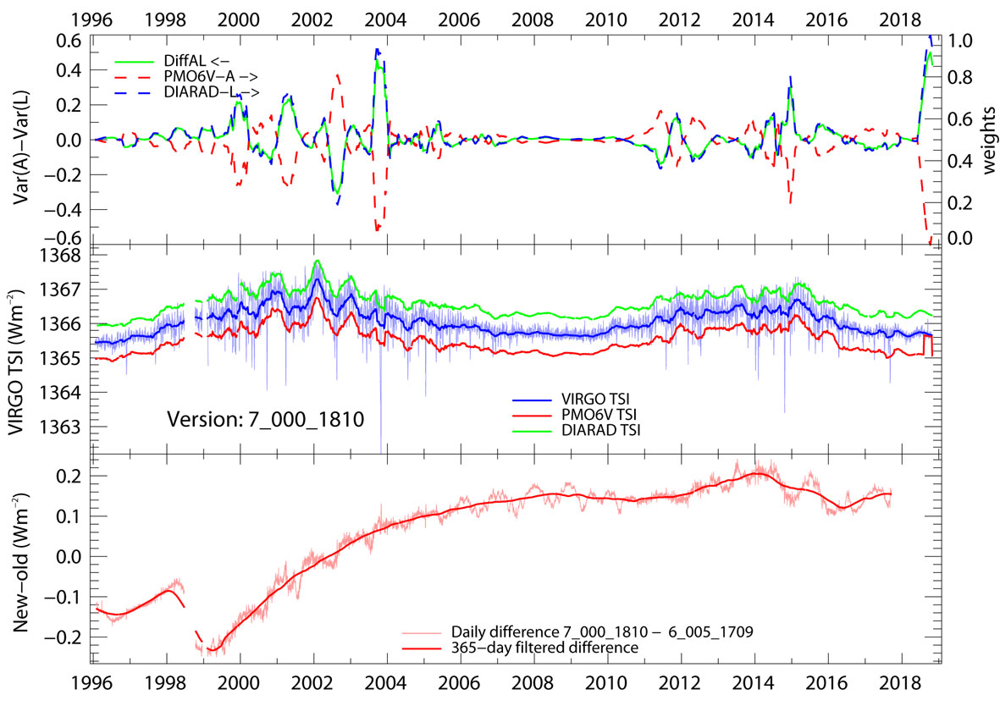 1996 1998 2000 2002 2004 2006 2008 2010 2012 2014 2016 2018
0.6
0.4
0.2
0.0
−0.2
−0.4
−0.6
Var(A)−Var(L)
DiffAL <−
PMO6V−A −>
DIARAD−L −>
1.0
0.8
0.6
0.4
0.2
0.0
weights
1368
1367
1366
1365
1364
1363
VIRGO TSI (Wm⁻²)
Version: 7_000_1810
VIRGO TSI
PMO6V TSI
DIARAD TSI
0.2
0.1
0.0
−0.1
−0.2
New−old (Wm⁻²)
Daily difference 7_000_1810 − 6_005_1709
365−day filtered difference
1996 1998 2000 2002 2004 2006 2008 2010 2012 2014 2016 2018